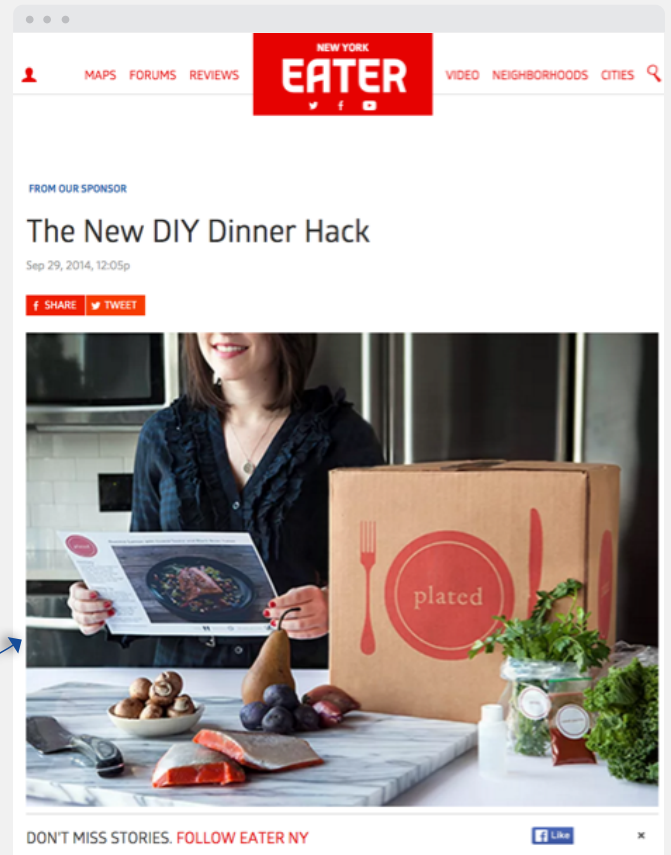 NEW YORK
EATER
MAPS FORUMS REVIEWS
VIDEO NEIGHBORHOODS CITIES
FROM OUR SPONSOR
The New DIY Dinner Hack
Sep 29, 2014, 12:05p
f SHARE TWEET
plated
plated
DON'T MISS STORIES. FOLLOW EATER NY
f Like ×